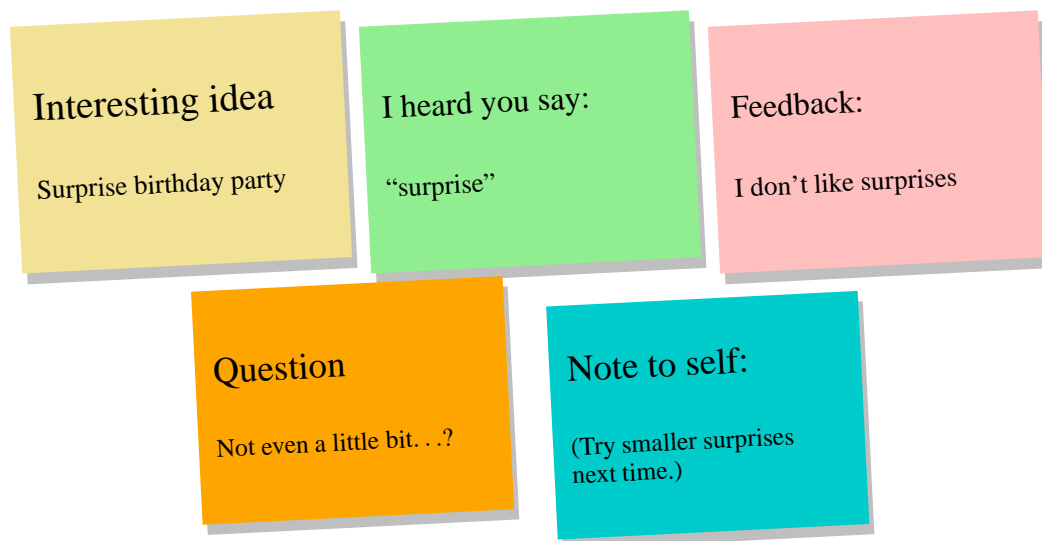 Interesting idea
Surprise birthday party
I heard you say:
“surprise”
Feedback:
I don’t like surprises
Question
Not even a little bit. . .?
Note to self:
(Try smaller surprises
next time.)